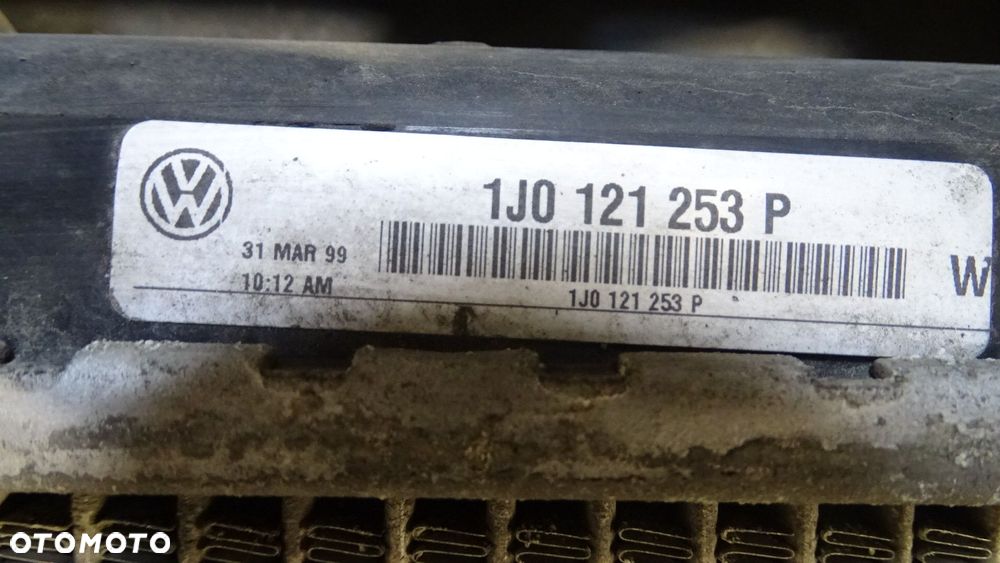 1J0 121 253 P
31 MAR 99
10:12 AM
W
1J0 121 253 P
OTOMOTO